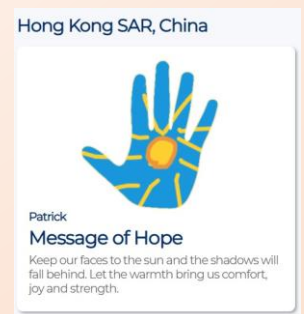 Hong Kong SAR, China
Patrick
Message of Hope
Keep our faces to the sun and the shadows will
fall behind. Let the warmth bring us comfort,
joy and strength.